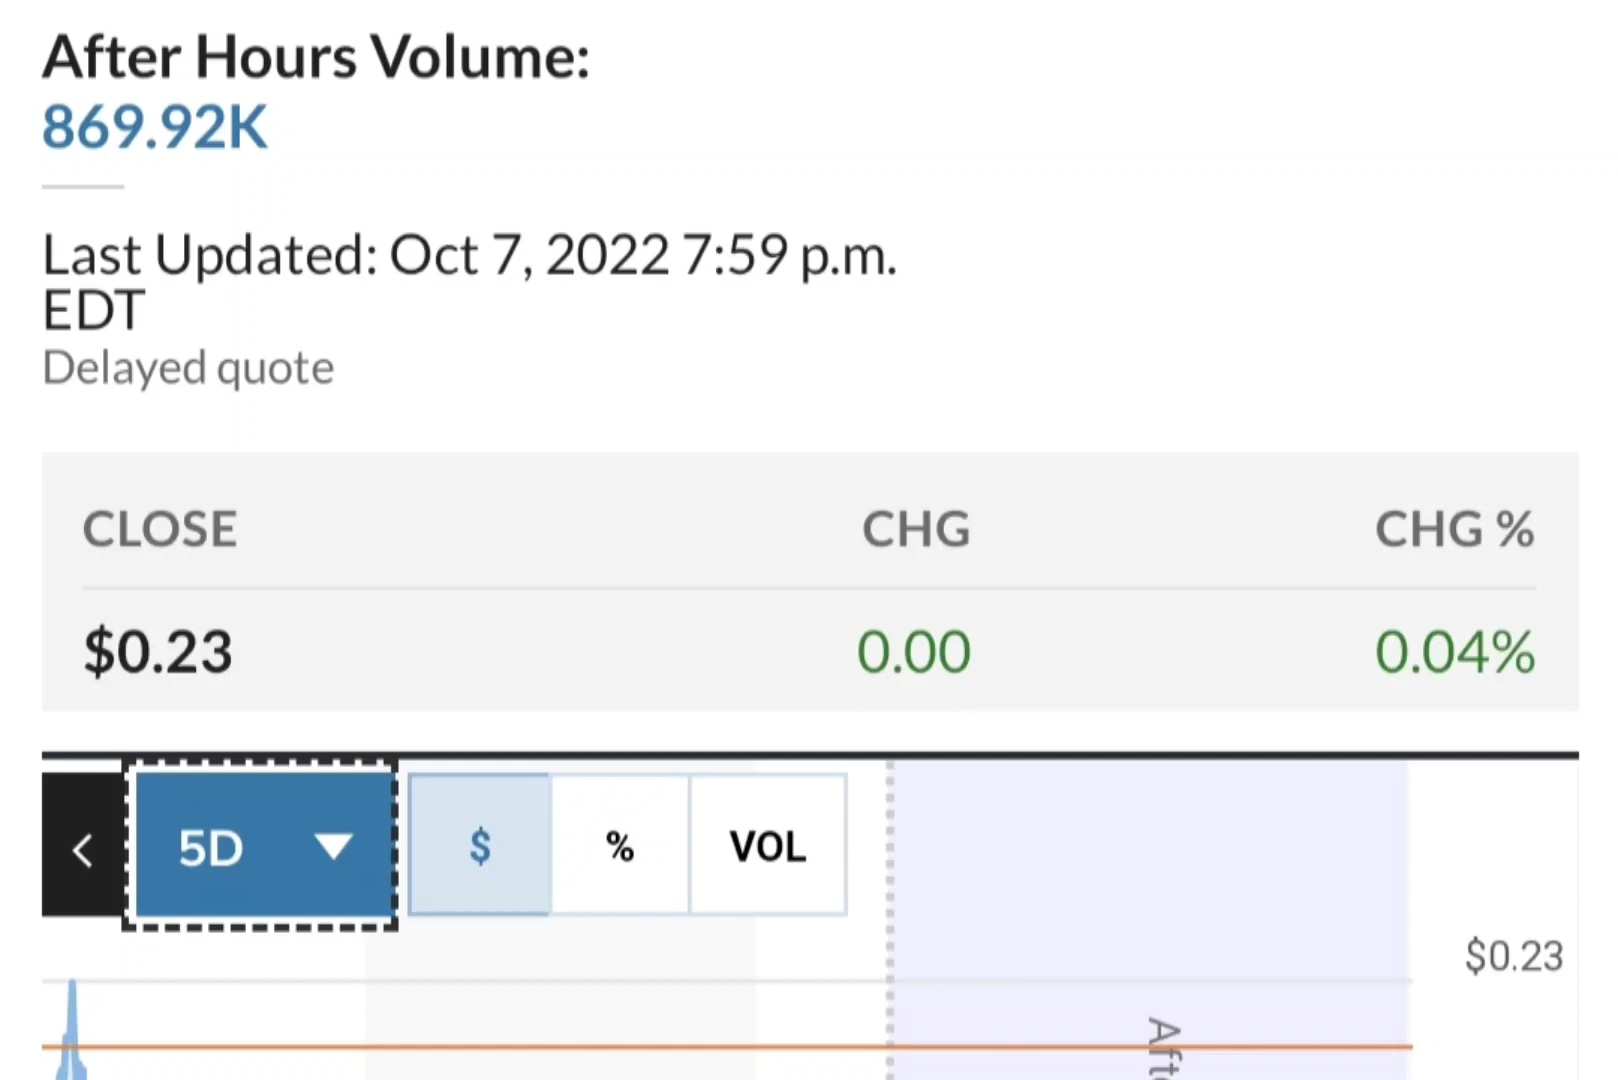 After Hours Volume:
869.92K
Last Updated: Oct 7, 2022 7:59 p.m.
EDT
Delayed quote
CLOSE CHG CHG %
$0.23 0.00 0.04%
5D $ % VOL
$0.23